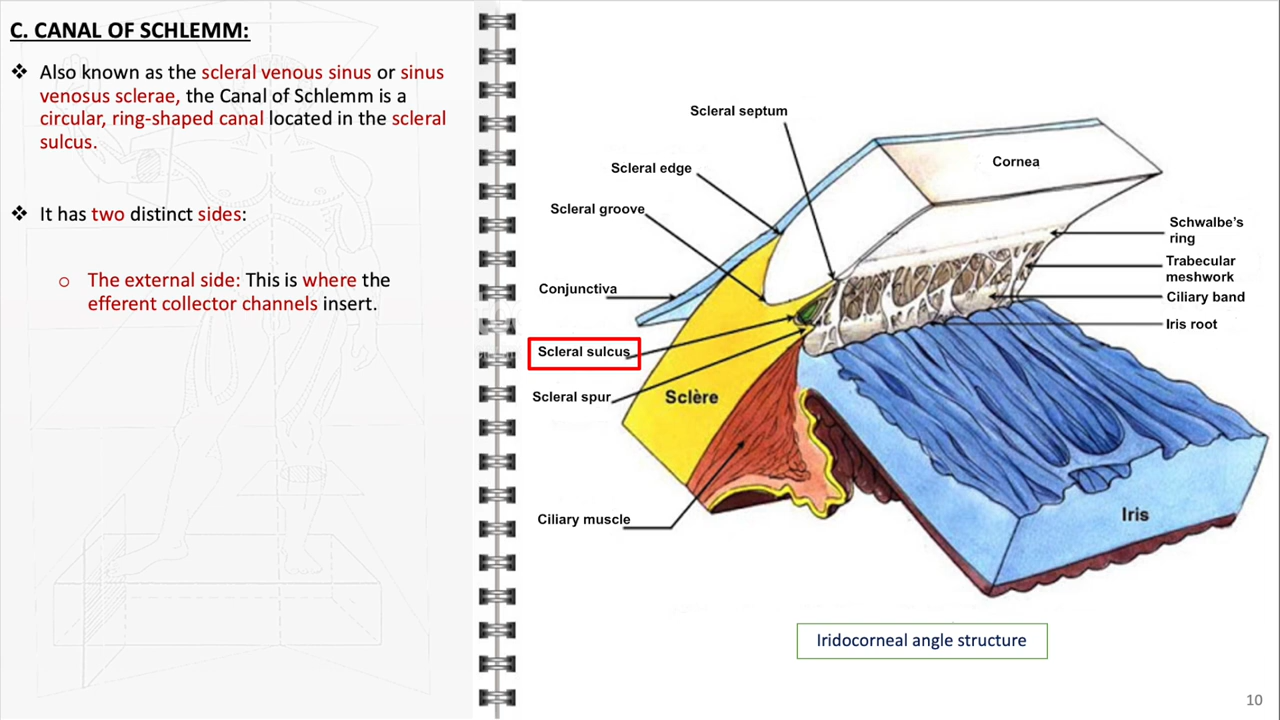 C. CANAL OF SCHLEMM:
❖ Also known as the scleral venous sinus or sinus
venosus sclerae, the Canal of Schlemm is a
circular, ring-shaped canal located in the scleral
sulcus.
❖ It has two distinct sides:
o The external side: This is where the
efferent collector channels insert.
Scleral septum
Scleral edge
Scleral groove
Conjunctiva
Scleral sulcus
Scleral spur
Ciliary muscle
Sclère
Cornea
Schwalbe's
ring
Trabecular
meshwork
Ciliary band
Iris root
Iris
Iridocorneal angle structure
10